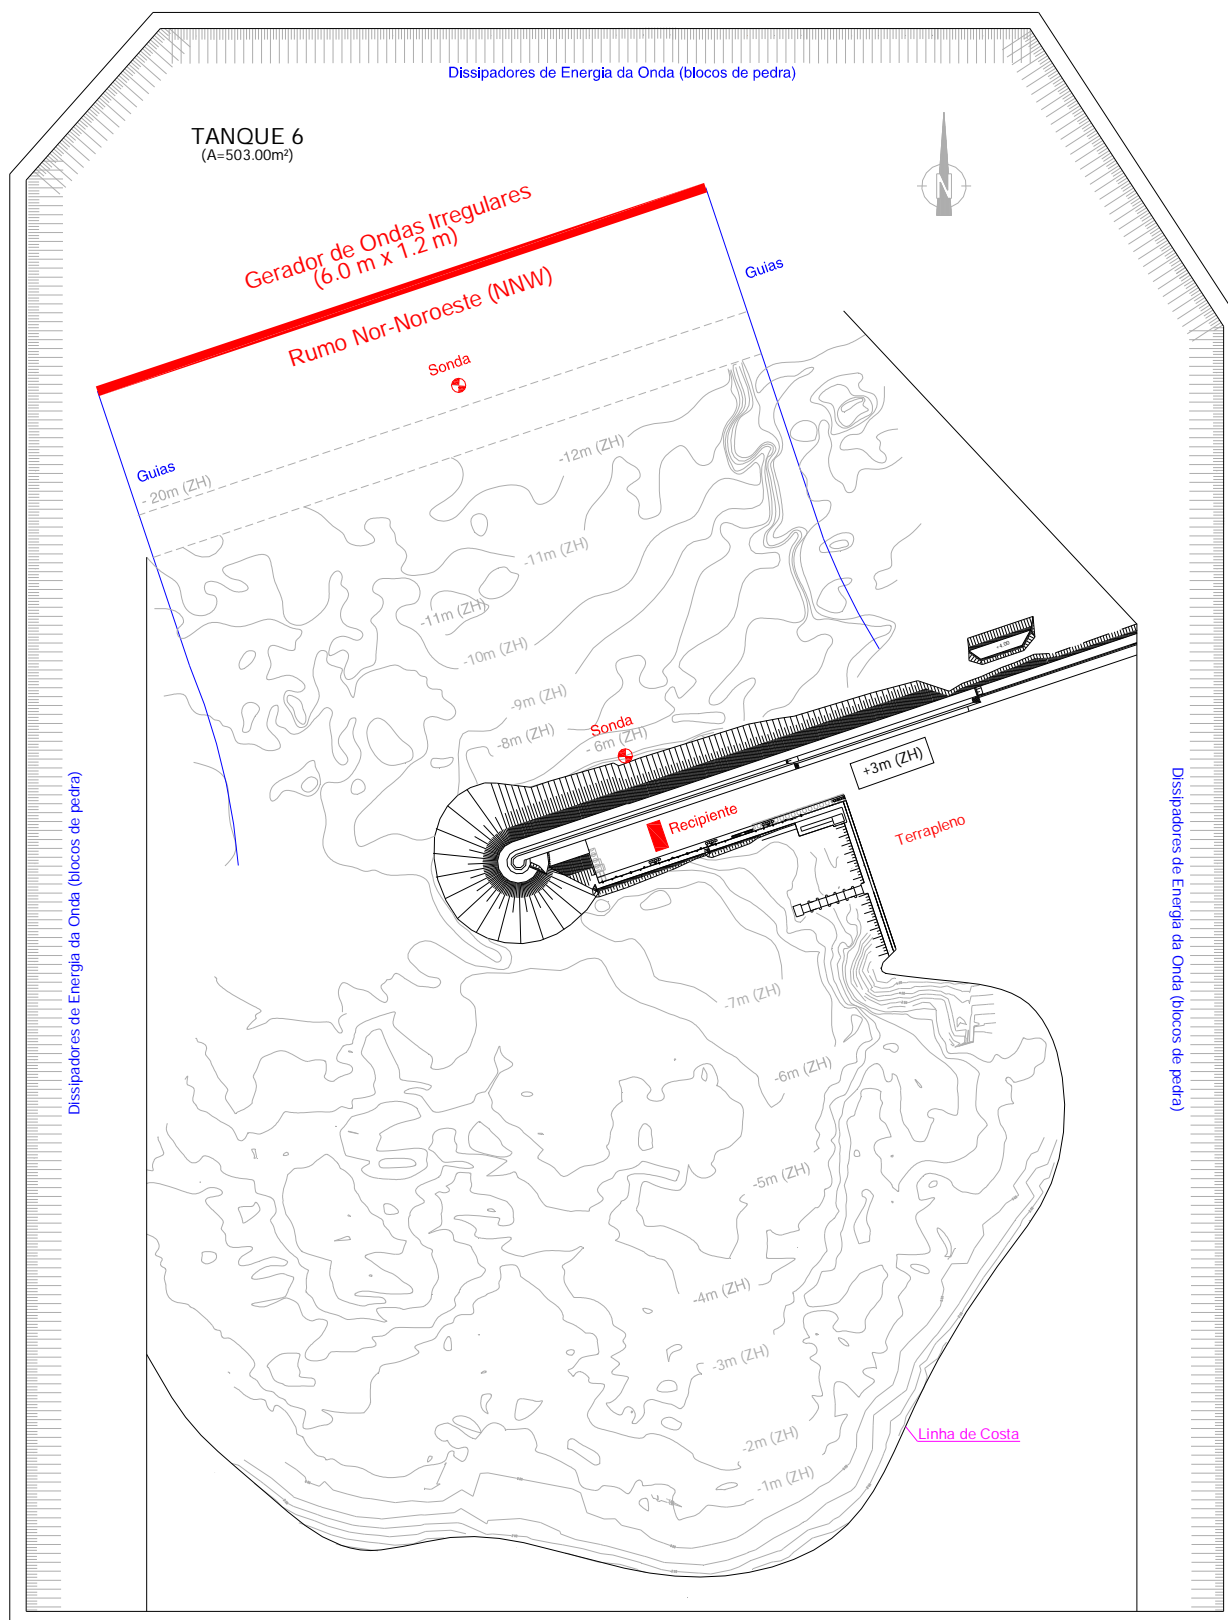 Dissipadores de Energia da Onda (blocos de pedra)
TANQUE 6
(A=503.00m²)
N
Gerador de Ondas Irregulares
(6.0 m x 1.2 m)
Rumo Nor-Noroeste (NNW)
Guias
Sonda
Guias
- 20m (ZH)
-12m (ZH)
-11m (ZH)
-11m (ZH)
-10m (ZH)
-9m (ZH)
-8m (ZH)
Sonda
- 6m (ZH)
+4.00
+3m (ZH)
Recipiente
Terrapleno
Dissipadores de Energia da Onda (blocos de pedra)
Dissipadores de Energia da Onda (blocos de pedra)
-7m (ZH)
-6m (ZH)
-5m (ZH)
-4m (ZH)
-3m (ZH)
-2m (ZH)
-1m (ZH)
Linha de Costa